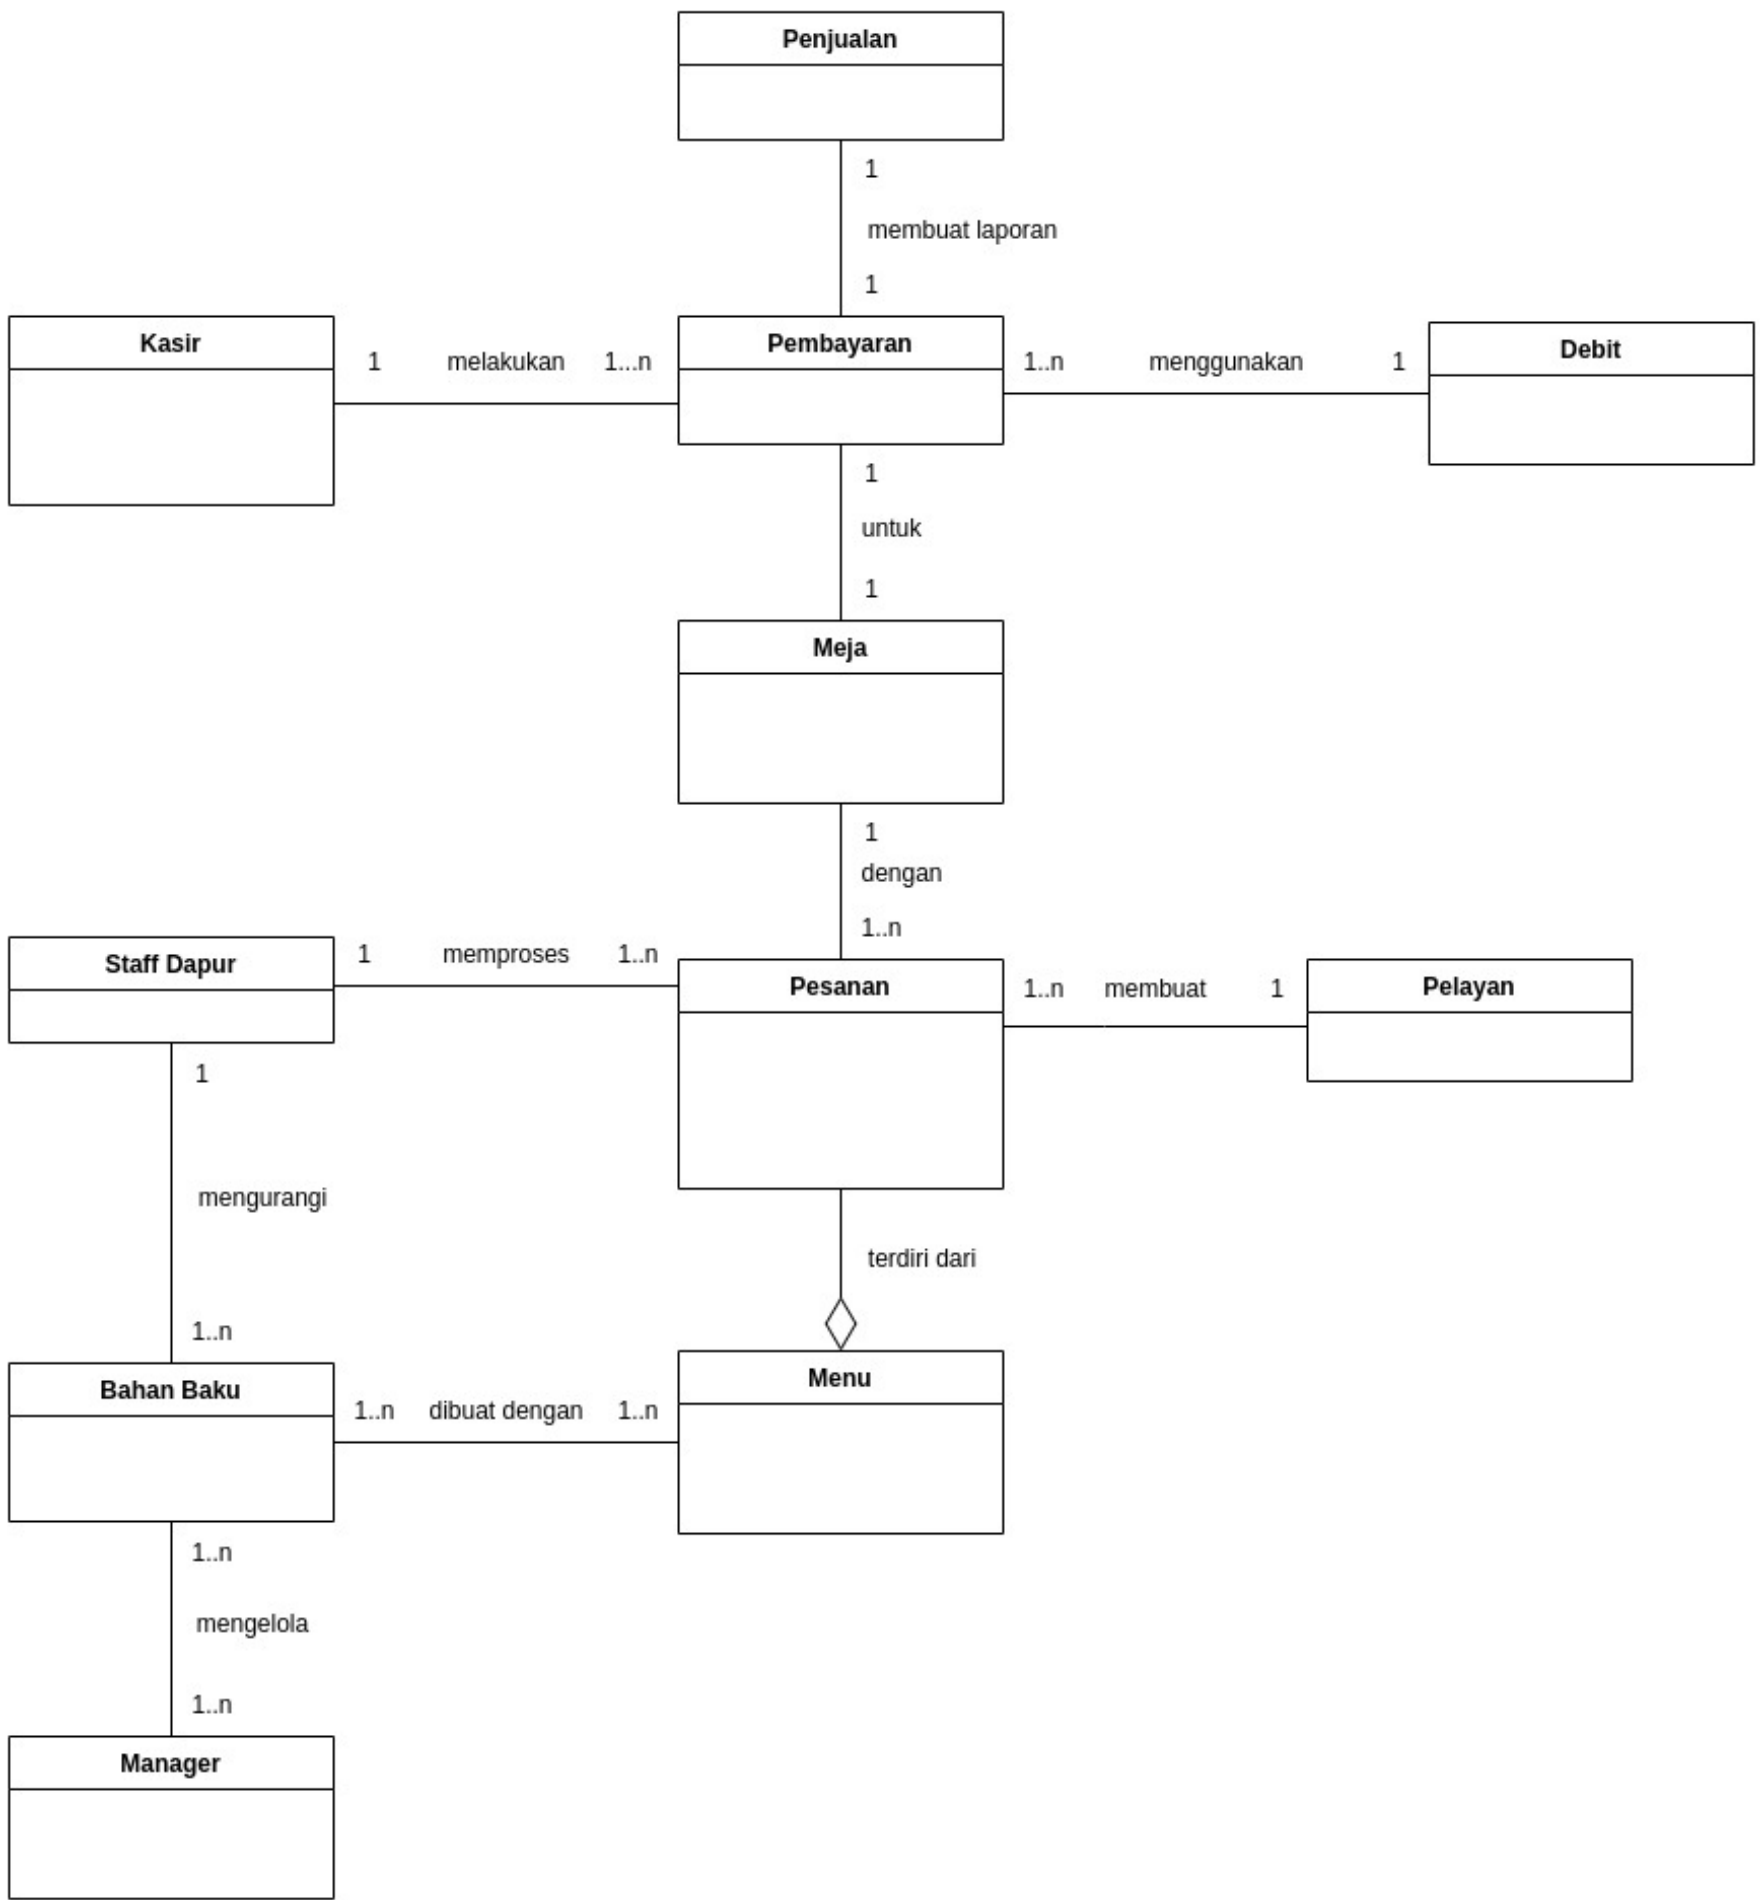 Penjualan
1
membuat laporan
1
Kasir
1 melakukan 1...n
Pembayaran
1..n menggunakan 1
Debit
1
untuk
1
Meja
1
dengan
1..n
Staff Dapur
1 memproses 1..n
Pesanan
1..n membuat 1
Pelayan
1
mengurangi
1..n
terdiri dari
Bahan Baku
1..n dibuat dengan 1..n
Menu
1..n
mengelola
1..n
Manager